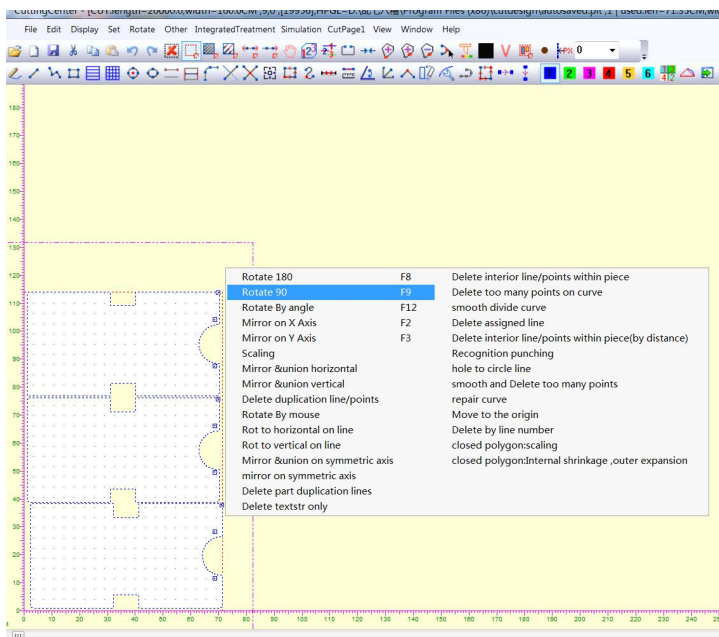 File Edit Display Set Rotate Other IntegratedTreatment Simulation CutPage1 View Window Help
PX 0
1 2 3 4 5 6
180
170
160
150
140
130
120
100
90
80
70
60
50
40
30
20
10
0
Rotate 180 F8 Delete interior line/points within piece
Rotate 90 F9 Delete too many points on curve
Rotate By angle F12 smooth divide curve
Mirror on X Axis F2 Delete assigned line
Mirror on Y Axis F3 Delete interior line/points within piece(by distance)
Scaling Recognition punching
Mirror &union horizontal hole to circle line
Mirror &union vertical smooth and Delete too many points
Delete duplication line/points repair curve
Rotate By mouse Move to the origin
Rot to horizontal on line Delete by line number
Rot to vertical on line closed polygon:scaling
Mirror &union on symmetric axis closed polygon:Internal shrinkage ,outer expansion
mirror on symmetric axis
Delete part duplication lines
Delete textstr only
0 10 20 30 40 50 60 70 80 90 100 110 120 130 140 150 160 170 180 190 200 210 220 230 240